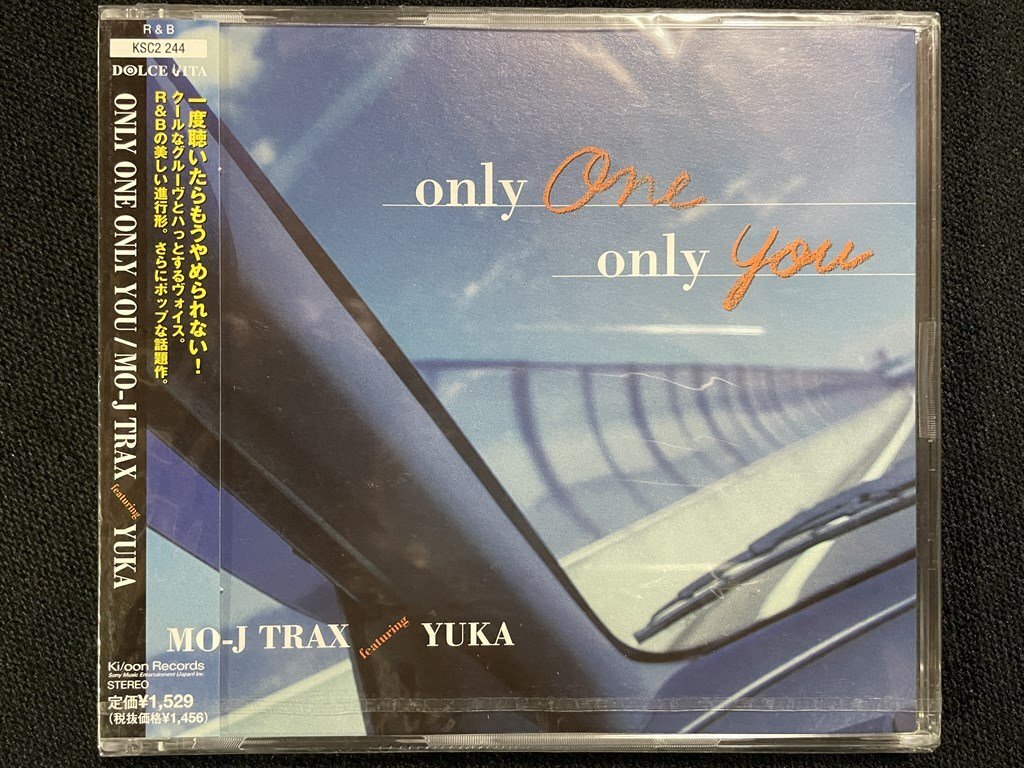 R&B
KSC2 244
DOLCE VITA
ONLY ONE ONLY YOU / MO-J TRAX featuring YUKA
一度聴いたらもうやめられない!
クールなグルーヴとハっとするヴォイス。
R&Bの美しい進行形。さらにポップな話題作。
only One
only you
MO-J TRAX featuring YUKA
Ki/oon Records
Sony Music Entertainment (Japan) Inc.
STEREO
定価¥1,529
(税抜価格¥1,456)